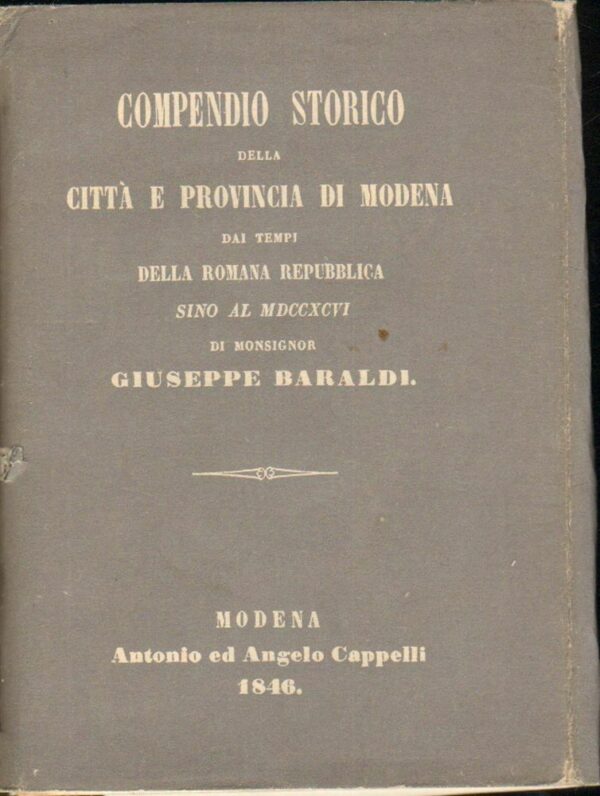 COMPENDIO STORICO
DELLA
CITTÀ E PROVINCIA DI MODENA
DAI TEMPI
DELLA ROMANA REPUBBLICA
SINO AL MDCCXCVI
DI MONSIGNOR
GIUSEPPE BARALDI.
MODENA
Antonio ed Angelo Cappelli
1846.